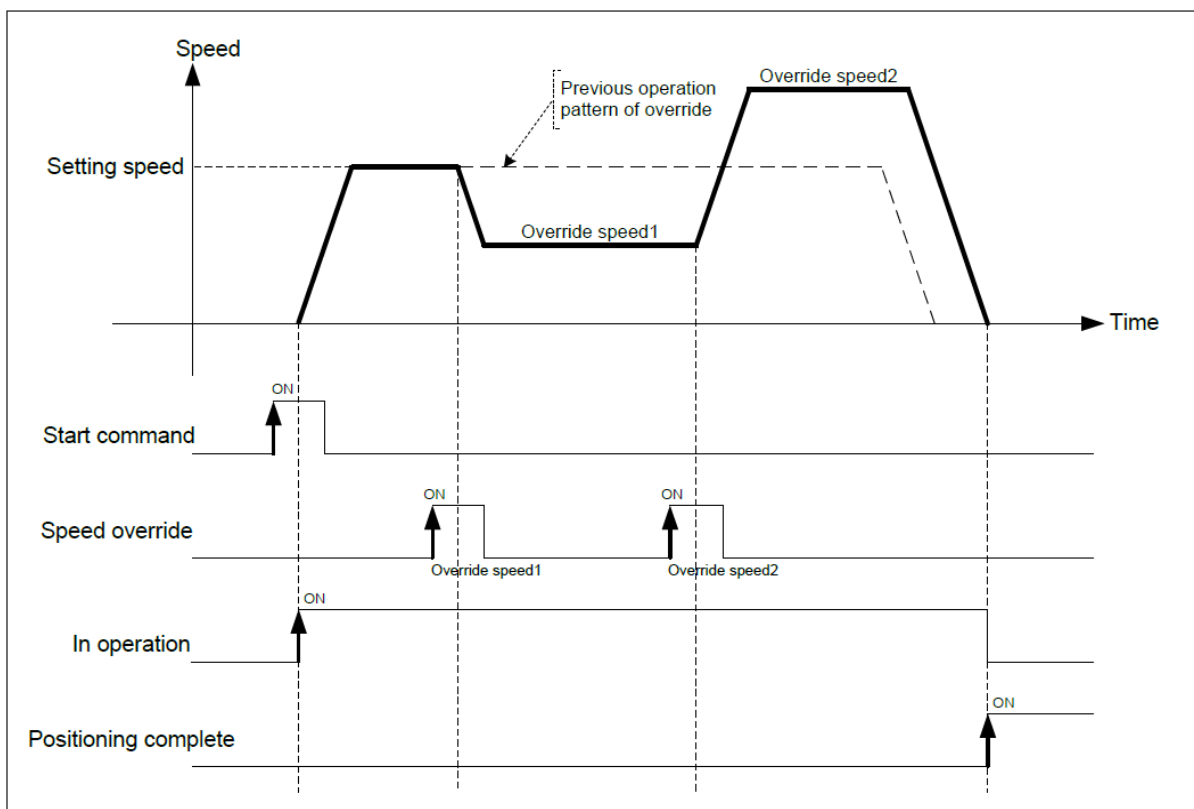 Speed
Override speed2
Previous operation
pattern of override
Setting speed
Override speed1
Time
ON
Start command
ON
ON
Speed override
Override speed1
Override speed2
ON
In operation
ON
Positioning complete